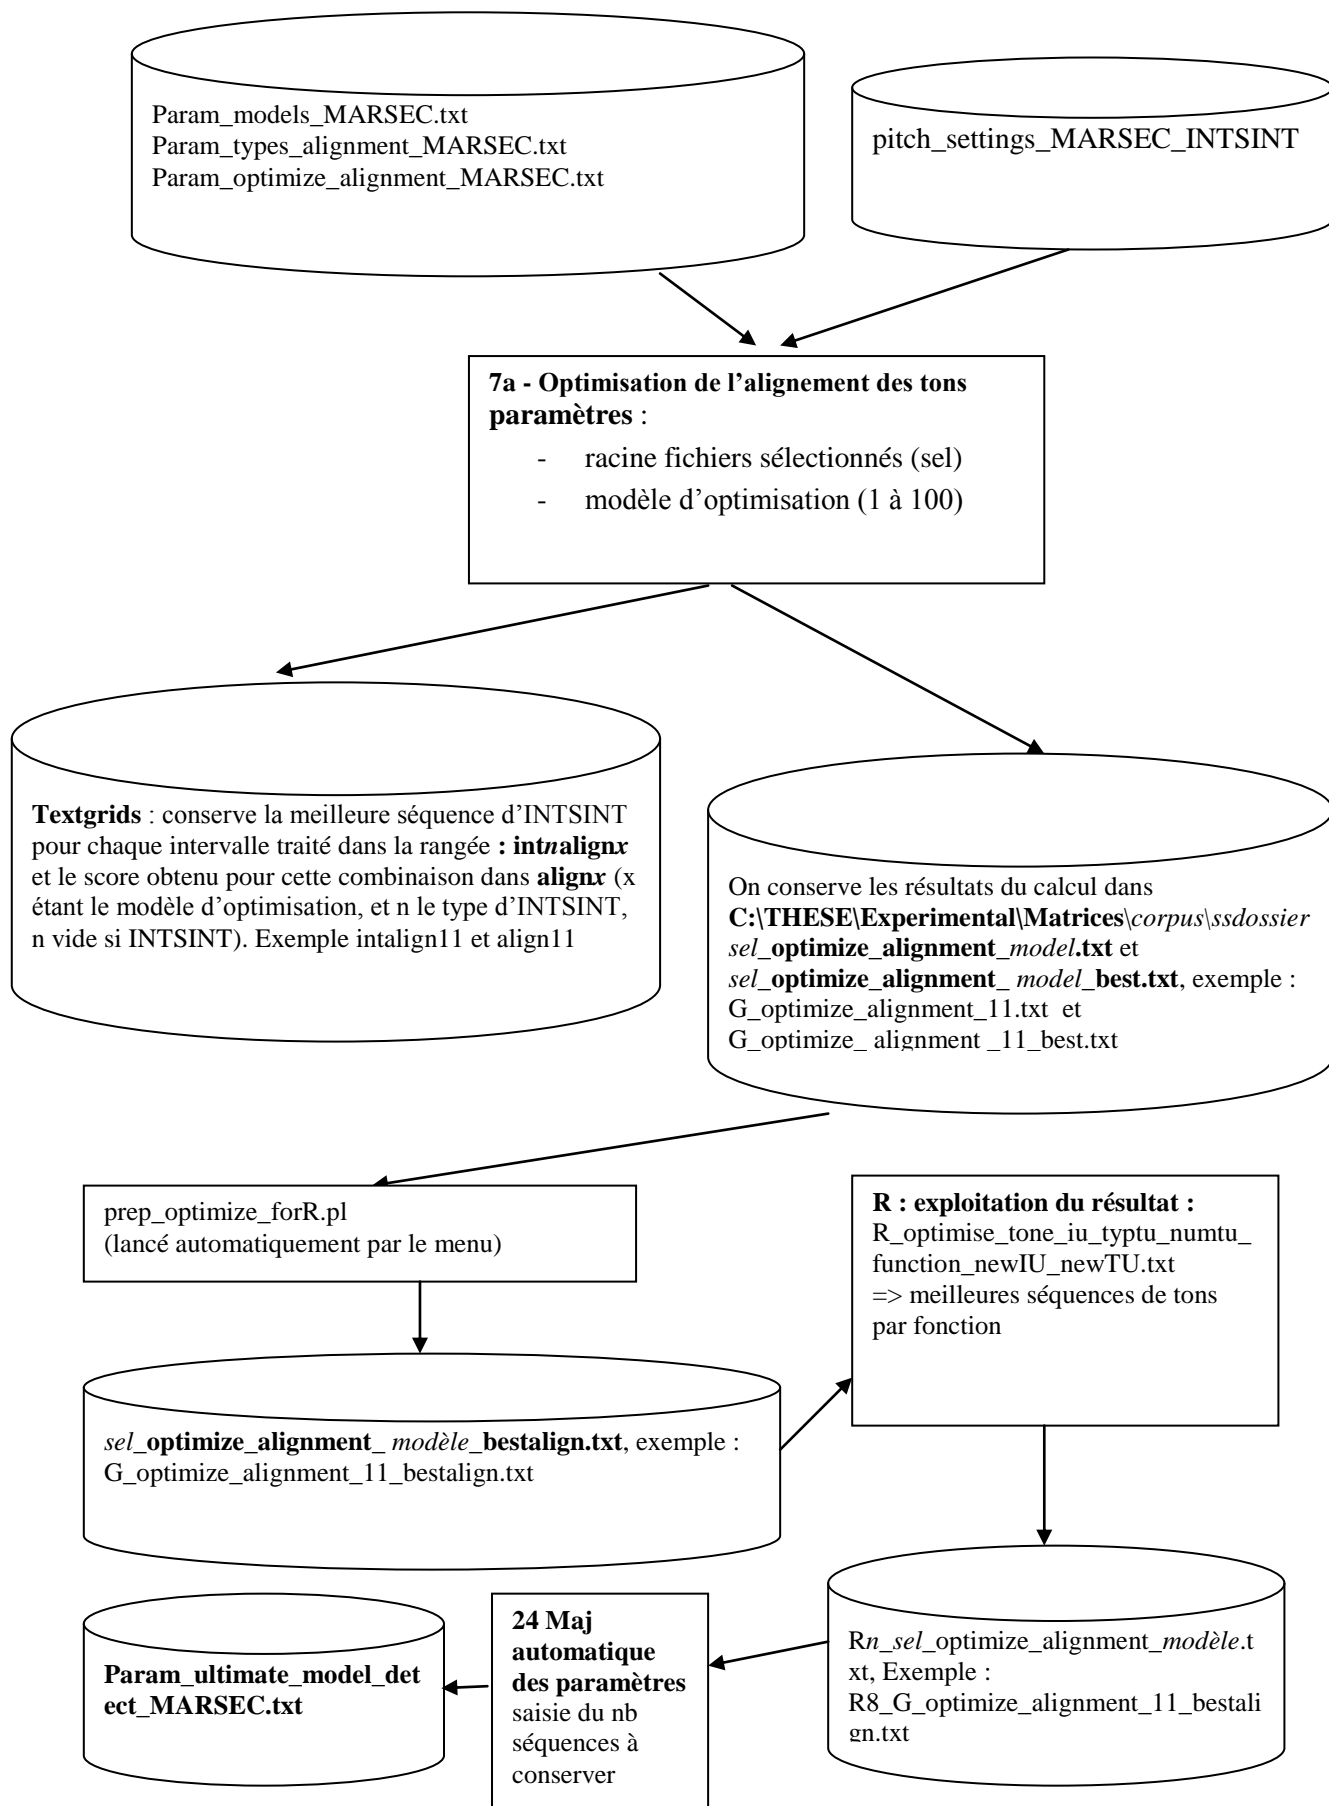 Param_models_MARSEC.txt
Param_types_alignment_MARSEC.txt
Param_optimize_alignment_MARSEC.txt
pitch_settings_MARSEC_INTSINT
7a - Optimisation de l’alignement des tons
paramètres :
- racine fichiers sélectionnés (sel)
- modèle d’optimisation (1 à 100)
Textgrids : conserve la meilleure séquence d’INTSINT
pour chaque intervalle traité dans la rangée : intnalignx
et le score obtenu pour cette combinaison dans alignx (x
étant le modèle d’optimisation, et n le type d’INTSINT,
n vide si INTSINT). Exemple intalign11 et align11
On conserve les résultats du calcul dans
C:\THESE\Experimental\Matrices\corpus\ssdossier
sel_optimize_alignment_model.txt et
sel_optimize_alignment_ model_best.txt, exemple :
G_optimize_alignment_11.txt et
G_optimize_ alignment _11_best.txt
prep_optimize_forR.pl
(lancé automatiquement par le menu)
R : exploitation du résultat :
R_optimise_tone_iu_typtu_numtu_
function_newIU_newTU.txt
=> meilleures séquences de tons
par fonction
sel_optimize_alignment_ modèle_bestalign.txt, exemple :
G_optimize_alignment_11_bestalign.txt
Param_ultimate_model_det
ect_MARSEC.txt
24 Maj
automatique
des paramètres
saisie du nb
séquences à
conserver
Rn_sel_optimize_alignment_modèle.t
xt, Exemple :
R8_G_optimize_alignment_11_bestali
gn.txt